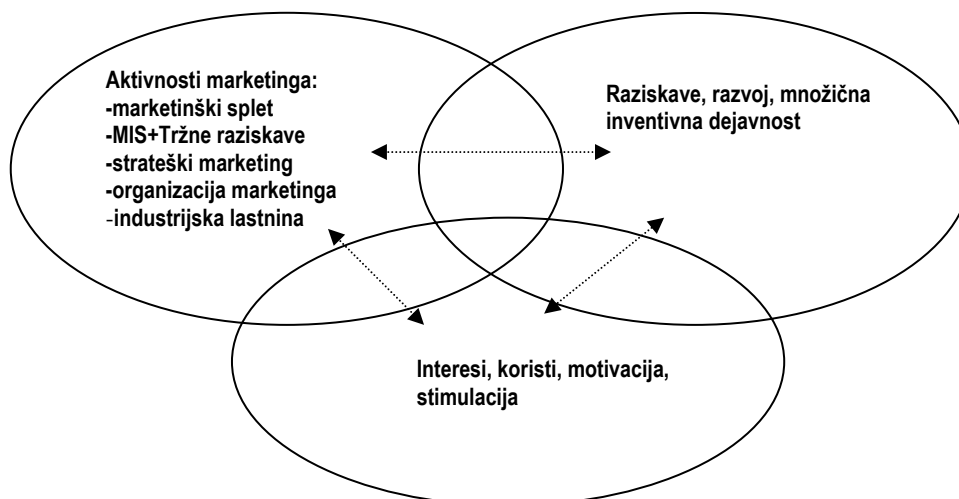 Aktivnosti marketinga:
-marketinški splet
-MIS+Tržne raziskave
-strateški marketing
-organizacija marketinga
-industrijska lastnina
Raziskave, razvoj, množična
inventivna dejavnost
Interesi, koristi, motivacija,
stimulacija